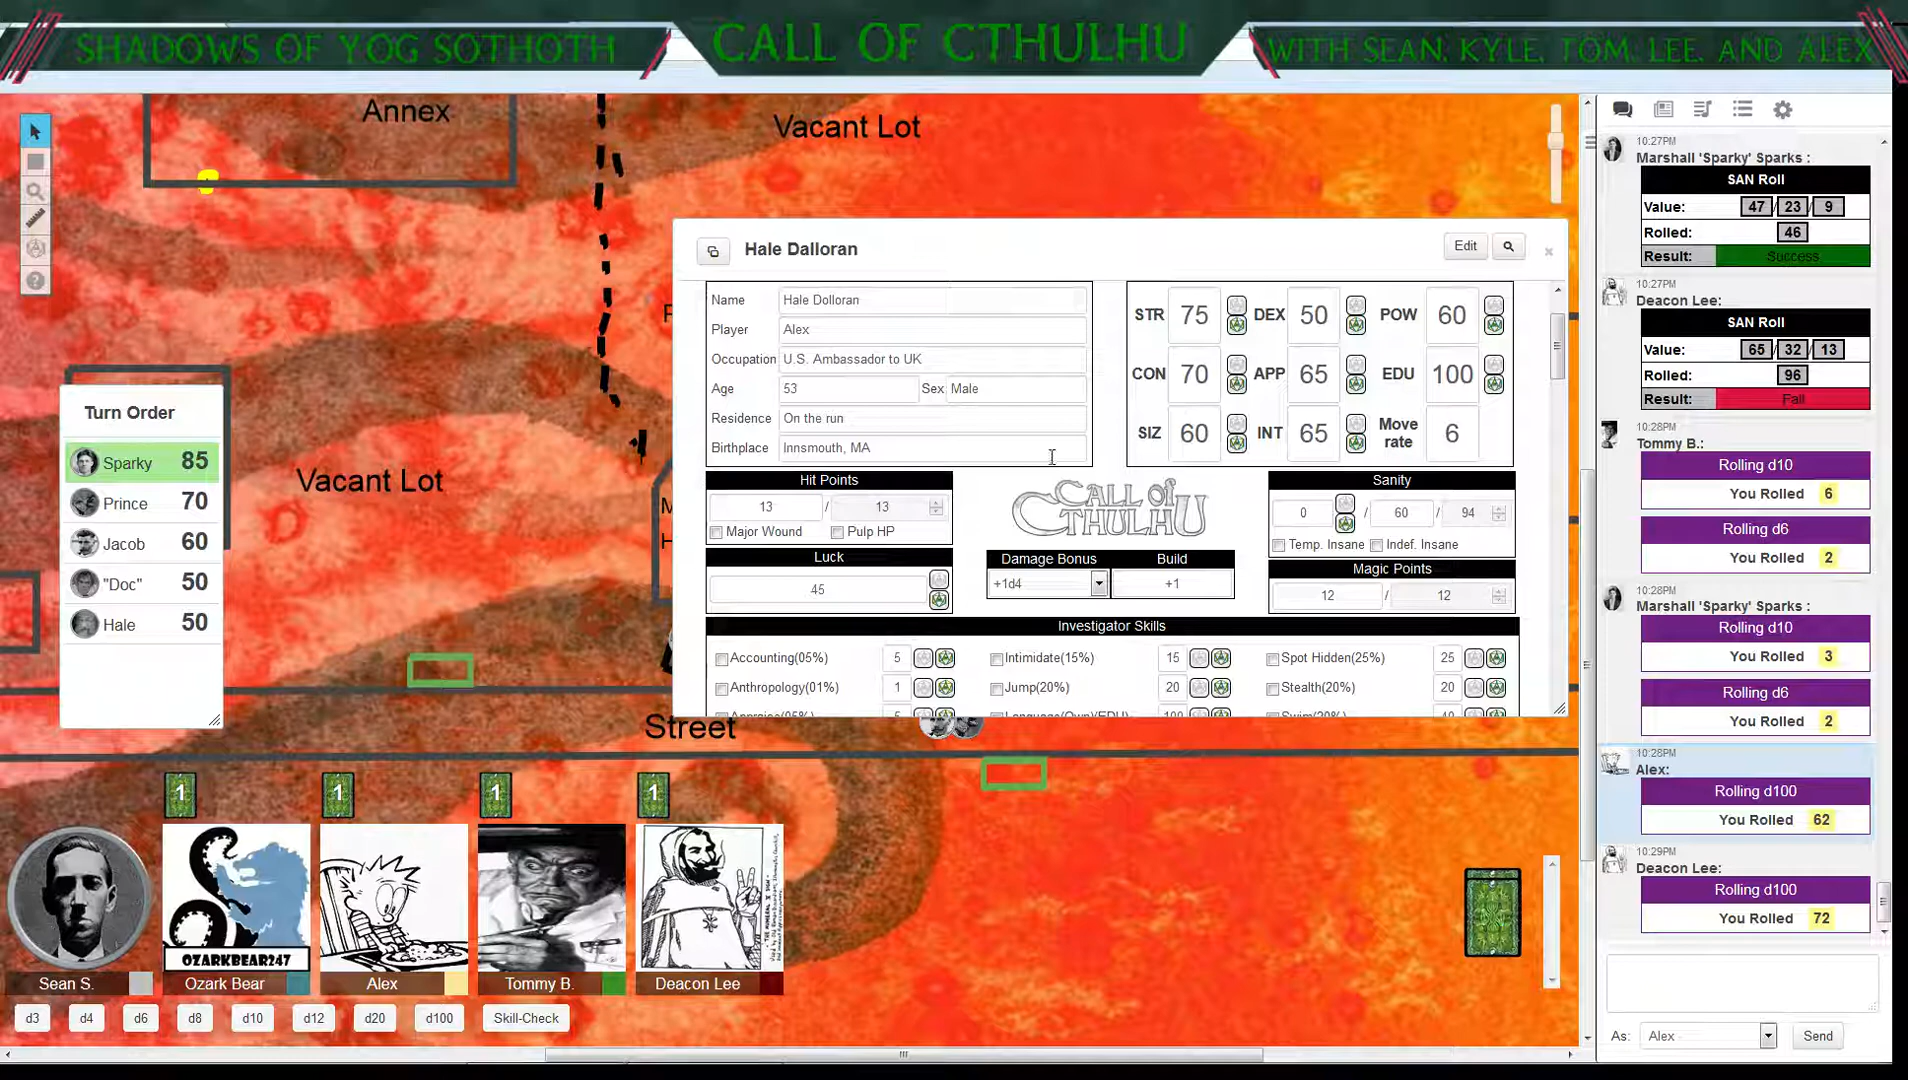 SHADOWS OF YOG SOTHOTH
CALL OF CTHULHU
WITH SEAN, KYLE, TOM, LEE, AND ALEX
Annex
Vacant Lot
Vacant Lot
Street
Turn Order
Sparky 85
Prince 70
Jacob 60
"Doc" 50
Hale 50
Hale Dalloran
Edit
Name Hale Dolloran
Player Alex
Occupation U.S. Ambassador to UK
Age 53 Sex Male
Residence On the run
Birthplace Innsmouth, MA
STR 75 DEX 50 POW 60
CON 70 APP 65 EDU 100
SIZ 60 INT 65 Move rate 6
Hit Points
13 / 13
Major Wound Pulp HP
Luck
45
CALL of CTHULHU
Damage Bonus Build
+1d4 +1
Sanity
0 / 60 / 94
Temp. Insane Indef. Insane
Magic Points
12 / 12
Investigator Skills
Accounting(05%) 5 Intimidate(15%) 15 Spot Hidden(25%) 25
Anthropology(01%) 1 Jump(20%) 20 Stealth(20%) 20
10:27PM
Marshall 'Sparky' Sparks :
SAN Roll
Value: 47 / 23 / 9
Rolled: 46
Result: Success
10:27PM
Deacon Lee:
SAN Roll
Value: 65 / 32 / 13
Rolled: 96
Result: Fail
10:28PM
Tommy B.:
Rolling d10
You Rolled 6
Rolling d6
You Rolled 2
10:28PM
Marshall 'Sparky' Sparks :
Rolling d10
You Rolled 3
Rolling d6
You Rolled 2
10:28PM
Alex:
Rolling d100
You Rolled 62
10:29PM
Deacon Lee:
Rolling d100
You Rolled 72
1 1 1 1
OZARKBEAR247
Sean S. Ozark Bear Alex Tommy B. Deacon Lee
d3 d4 d6 d8 d10 d12 d20 d100 Skill-Check
As: Alex Send